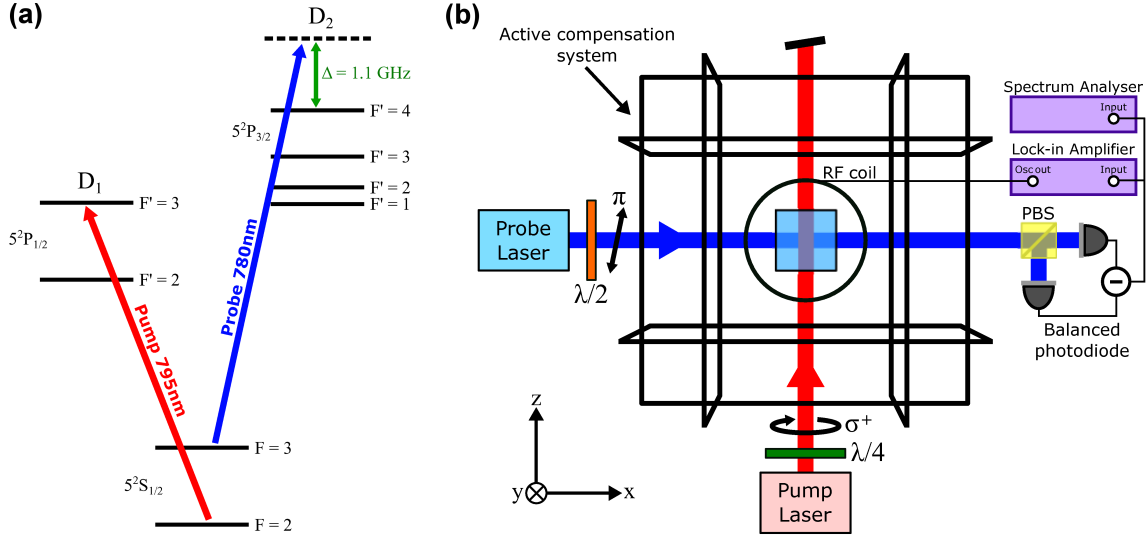 (a)
D₂
Δ = 1.1 GHz
F' = 4
5²P₃/₂
F' = 3
F' = 2
F' = 1
D₁
F' = 3
5²P₁/₂
F' = 2
Probe 780nm
Pump 795nm
F = 3
5²S₁/₂
F = 2
(b)
Active compensation
system
Spectrum Analyser
Input
Lock-in Amplifier
Osc out
Input
RF coil
PBS
π
Probe
Laser
λ/2
−
Balanced
photodiode
z
y
x
σ⁺
λ/4
Pump
Laser